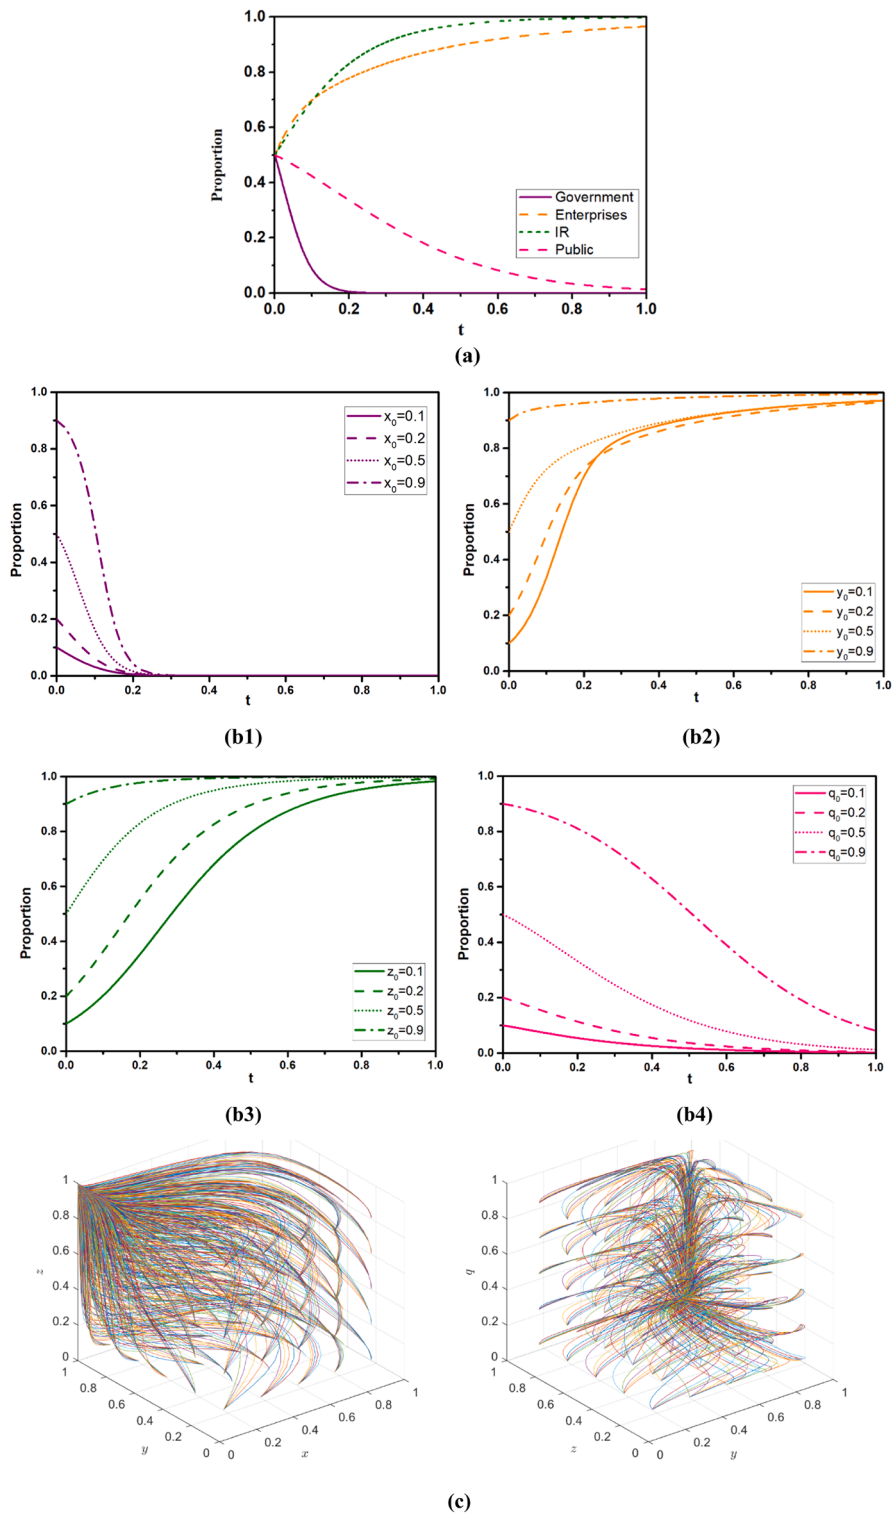 1.0
0.8
0.6
0.4
0.2
0.0
Proportion
Government
Enterprises
IR
Public
0.0 0.2 0.4 0.6 0.8 1.0
t
(a)
1.0
0.8
0.6
0.4
0.2
0.0
Proportion
x₀=0.1
x₀=0.2
x₀=0.5
x₀=0.9
0.0 0.2 0.4 0.6 0.8 1.0
t
(b1)
1.0
0.8
0.6
0.4
0.2
0.0
Proportion
y₀=0.1
y₀=0.2
y₀=0.5
y₀=0.9
0.0 0.2 0.4 0.6 0.8 1.0
t
(b2)
1.0
0.8
0.6
0.4
0.2
0.0
Proportion
z₀=0.1
z₀=0.2
z₀=0.5
z₀=0.9
0.0 0.2 0.4 0.6 0.8 1.0
t
(b3)
1.0
0.8
0.6
0.4
0.2
0.0
Proportion
q₀=0.1
q₀=0.2
q₀=0.5
q₀=0.9
0.0 0.2 0.4 0.6 0.8 1.0
t
(b4)
1
0.8
0.6
0.4
0.2
0
z
1
0.8
0.6
0.4
0.2
0
y
0
0.2
0.4
0.6
0.8
1
x
1
0.8
0.6
0.4
0.2
0
q
1
0.8
0.6
0.4
0.2
0
z
0
0.2
0.4
0.6
0.8
1
y
(c)